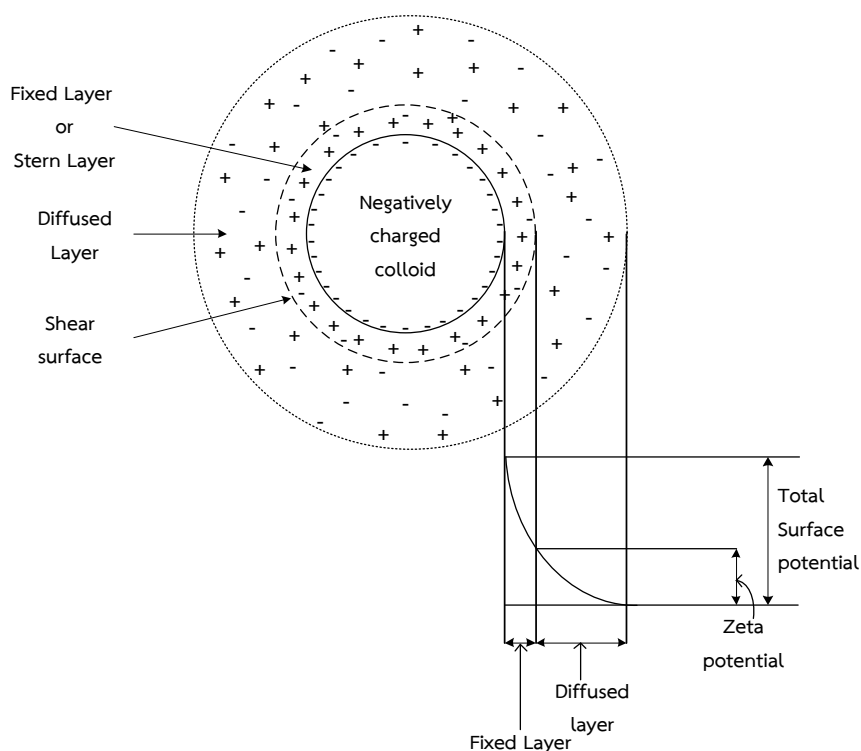 Fixed Layer
or
Stern Layer
Diffused
Layer
Shear
surface
Negatively
charged
colloid
Total
Surface
potential
Zeta
potential
Diffused
layer
Fixed Layer